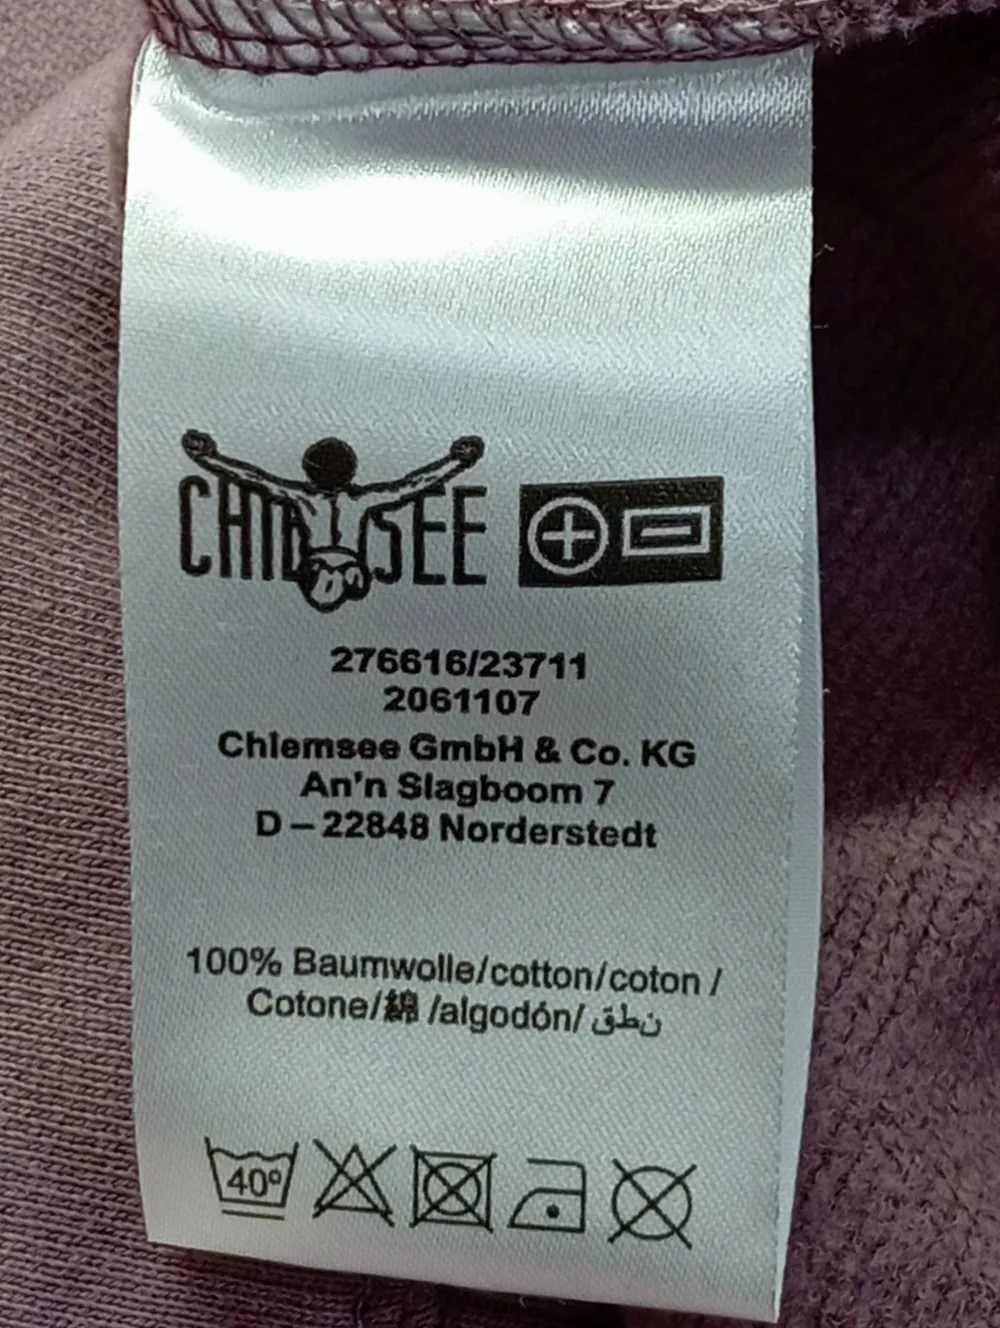 CHIEMSEE
276616/23711
2061107
Chiemsee GmbH & Co. KG
An'n Slagboom 7
D – 22848 Norderstedt
100% Baumwolle/cotton/coton /
Cotone/綿 /algodón/ نطق
40°